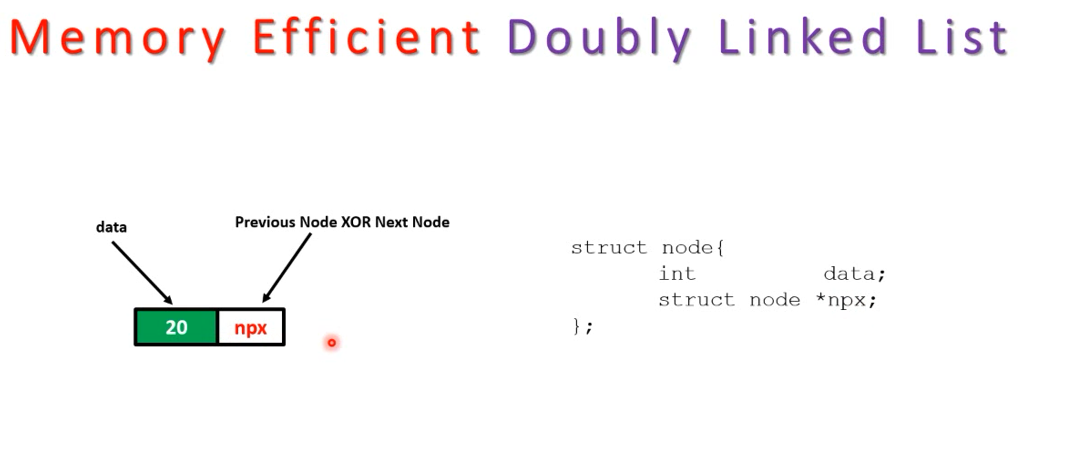 Memory Efficient Doubly Linked List
data
Previous Node XOR Next Node
20 npx
struct node{
int data;
struct node *npx;
};